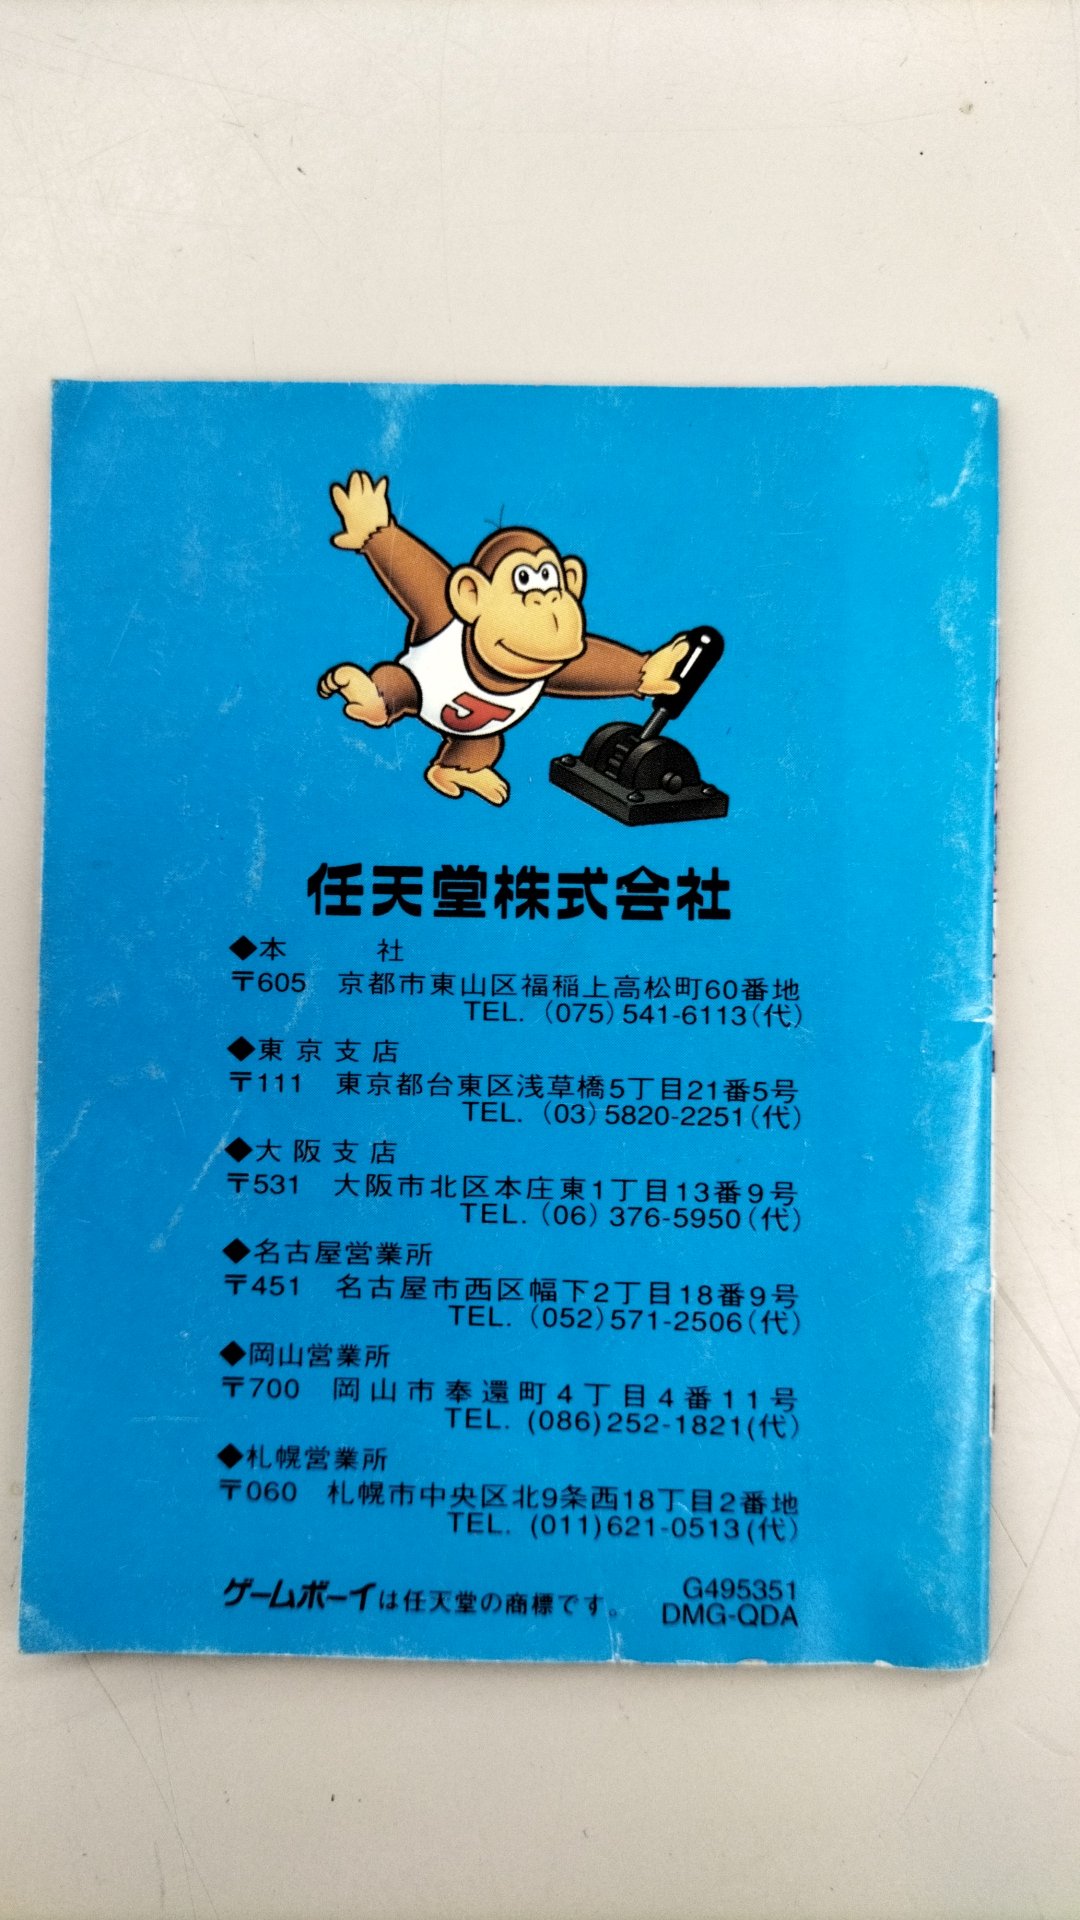 J
任天堂株式会社
◆本 社
〒605 京都市東山区福稲上高松町60番地
TEL. (075)541-6113(代)
◆東京支店
〒111 東京都台東区浅草橋5丁目21番5号
TEL. (03)5820-2251(代)
◆大阪支店
〒531 大阪市北区本庄東1丁目13番9号
TEL. (06) 376-5950(代)
◆名古屋営業所
〒451 名古屋市西区幅下2丁目18番9号
TEL. (052)571-2506(代)
◆岡山営業所
〒700 岡山市奉還町4丁目4番11号
TEL. (086)252-1821(代)
◆札幌営業所
〒060 札幌市中央区北9条西18丁目2番地
TEL. (011)621-0513(代)
ゲームボーイは任天堂の商標です。
G495351
DMG-QDA